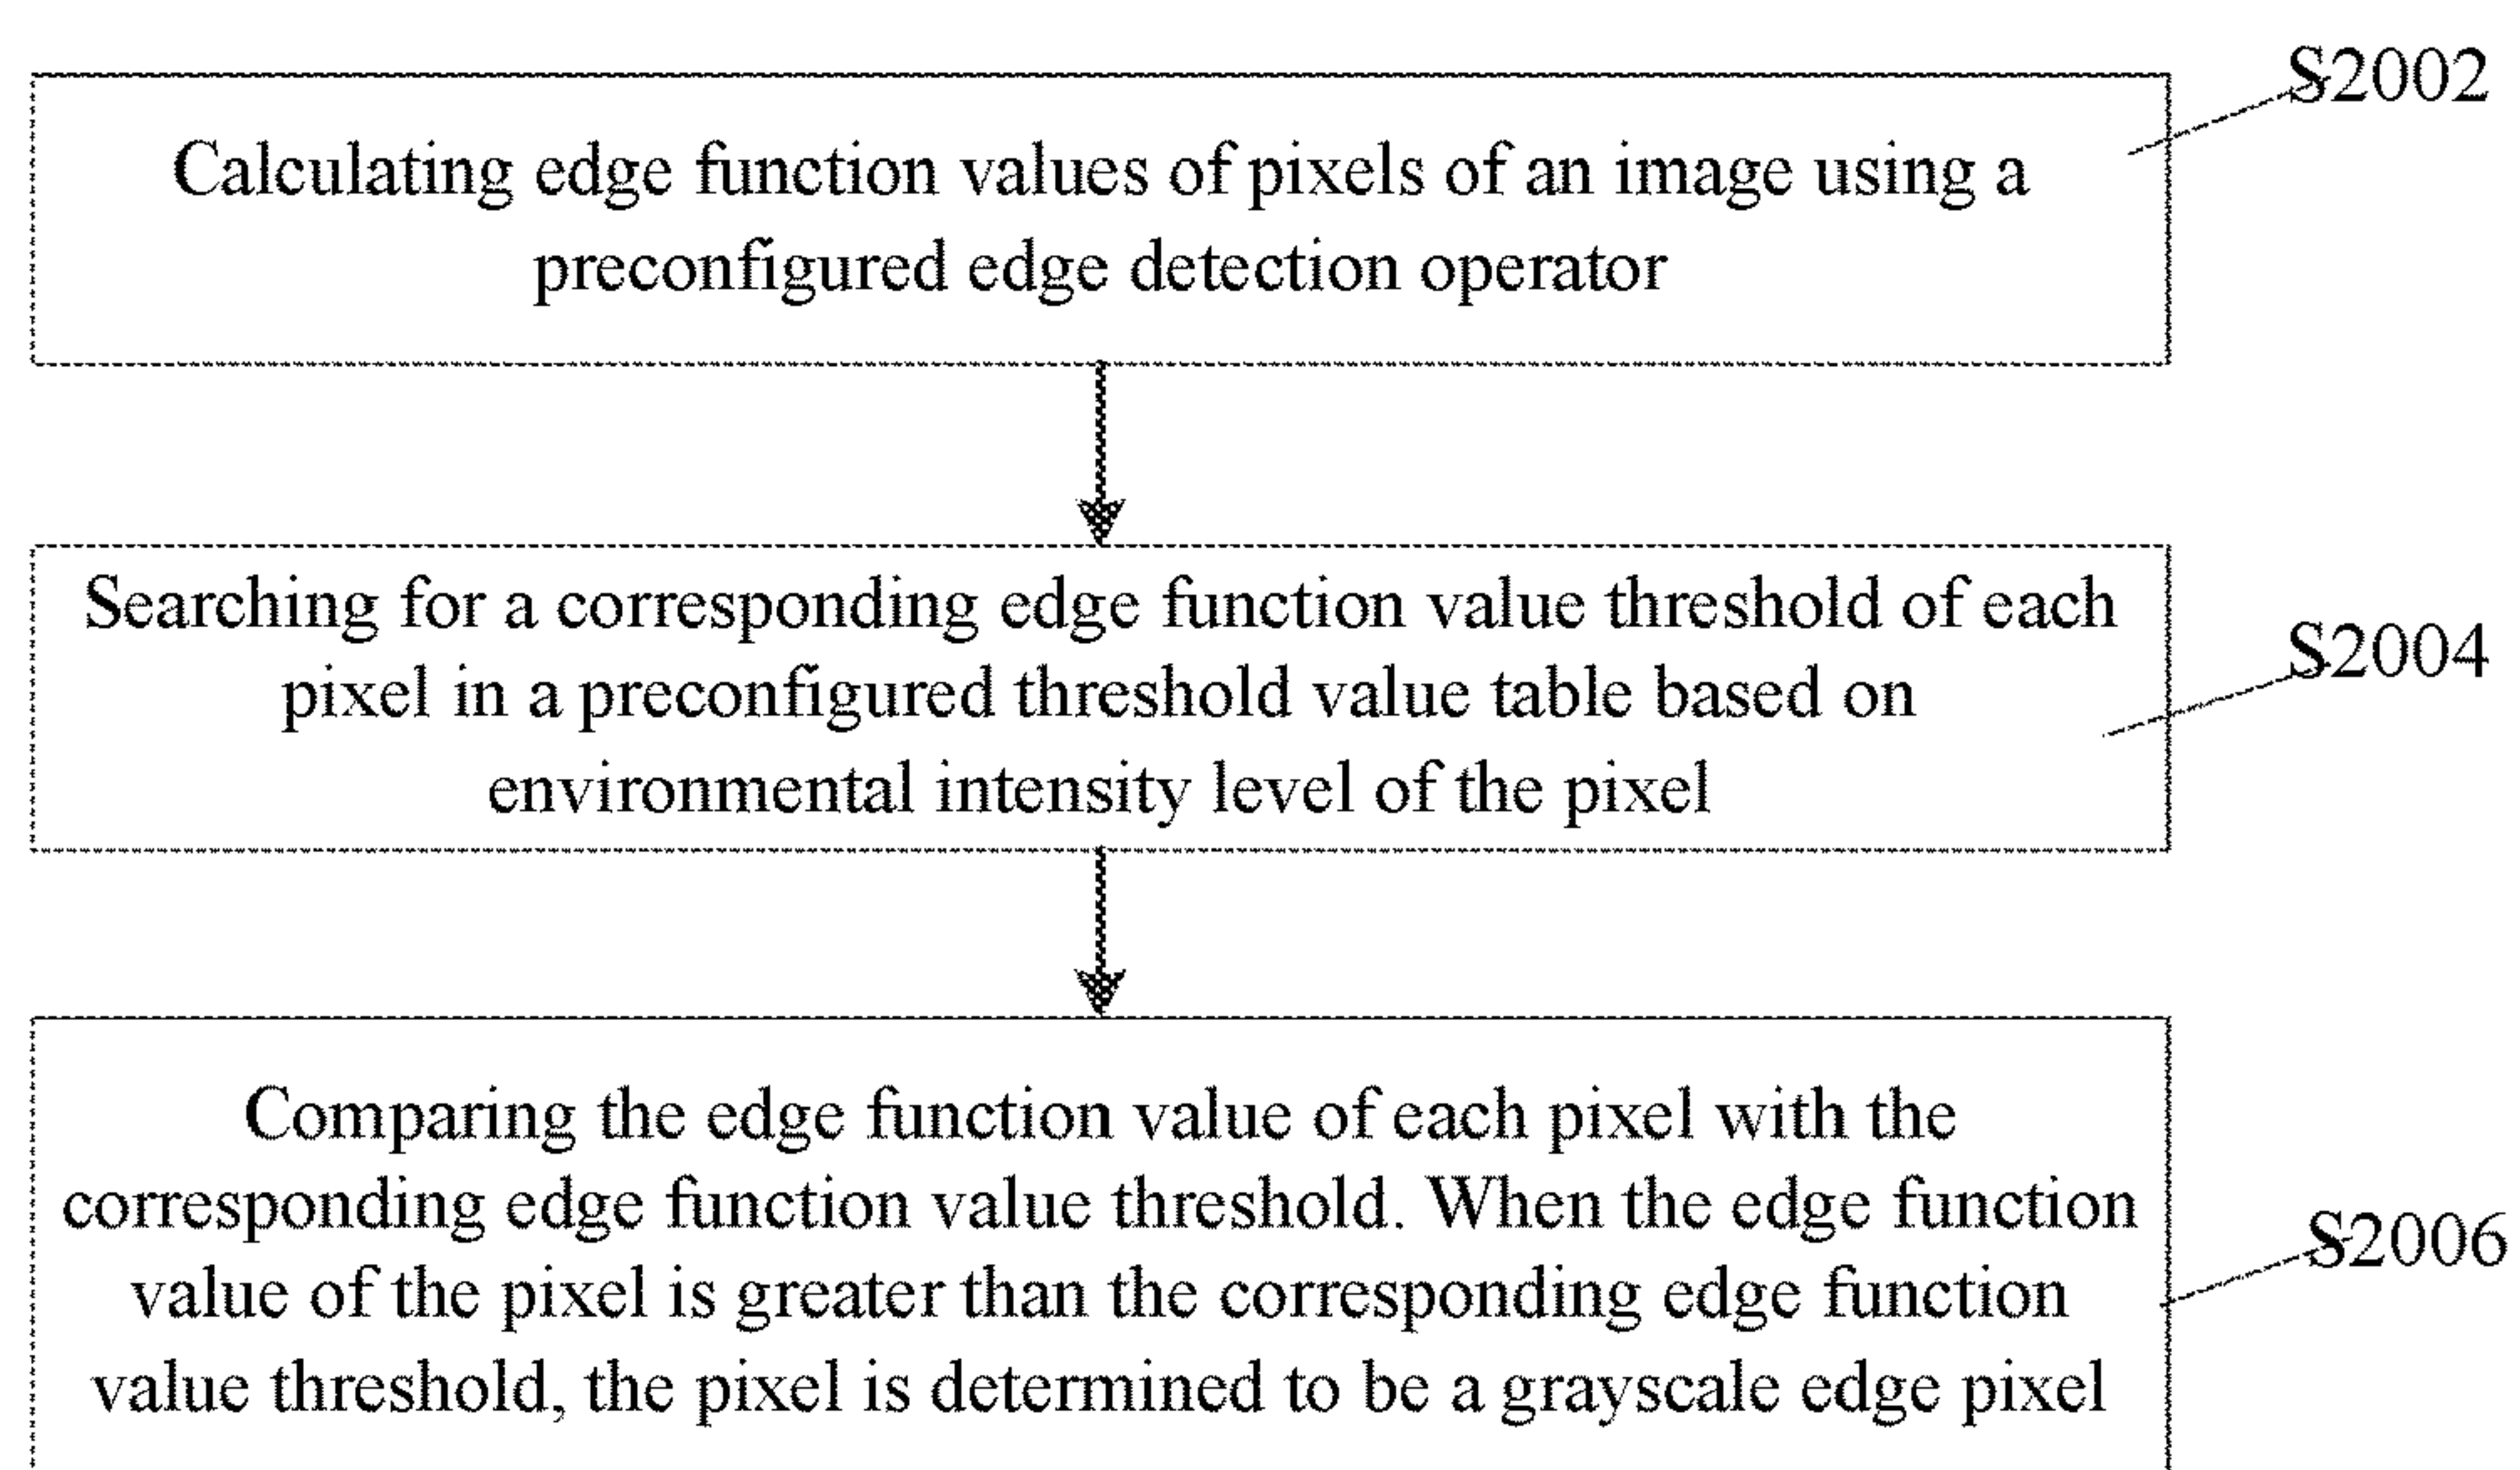 S2002
Calculating edge function values of pixels of an image using a
preconfigured edge detection operator
Searching for a corresponding edge function value threshold of each
pixel in a preconfigured threshold value table based on
environmental intensity level of the pixel
S2004
Comparing the edge function value of each pixel with the
corresponding edge function value threshold. When the edge function
value of the pixel is greater than the corresponding edge function
value threshold, the pixel is determined to be a grayscale edge pixel
S2006